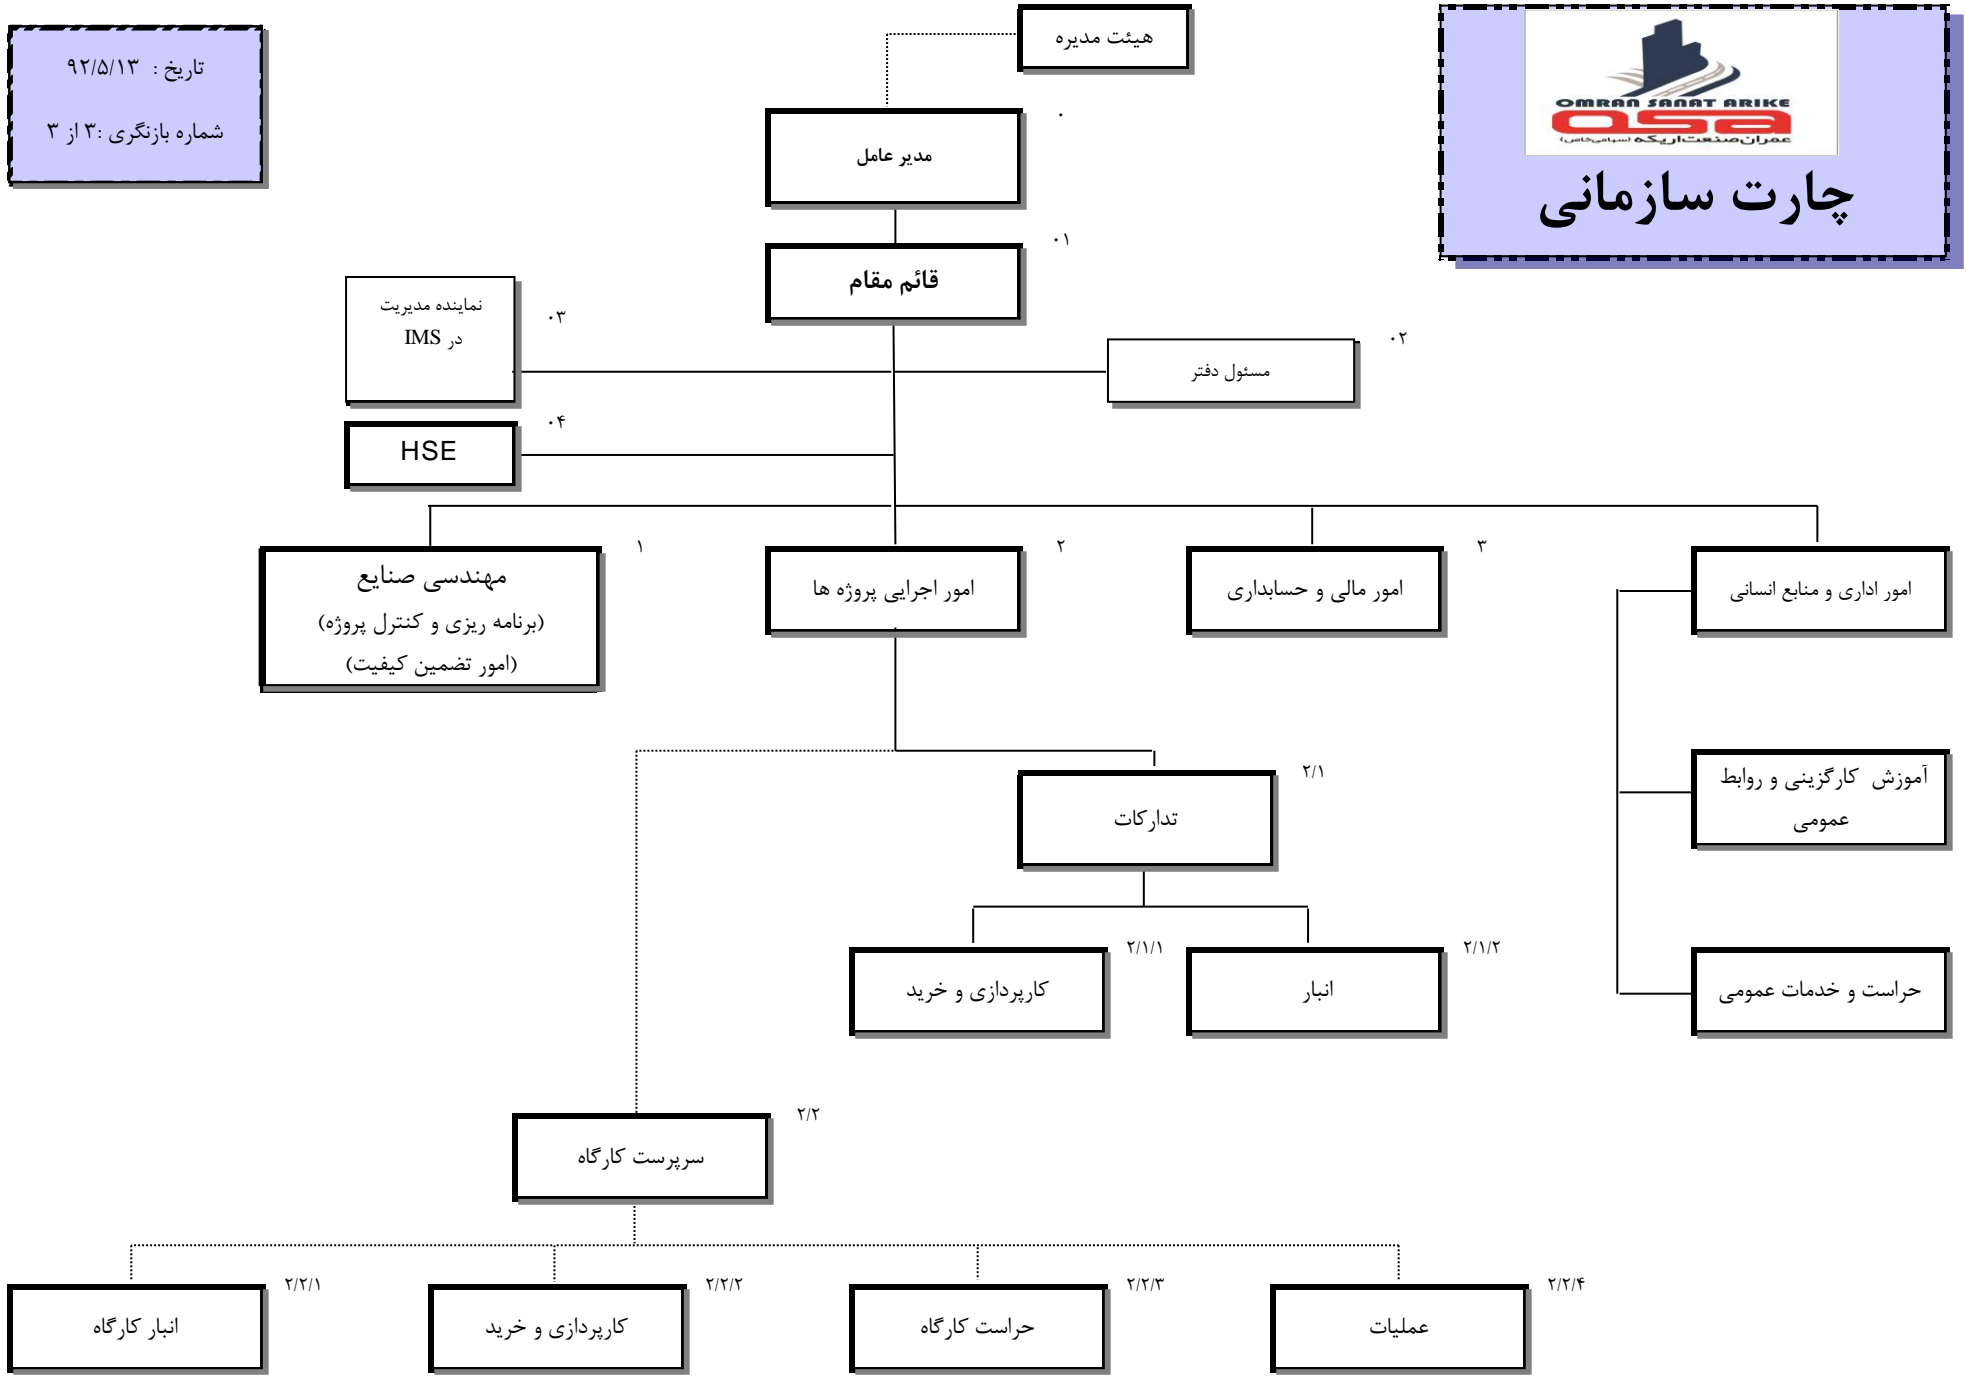 هیئت مدیره
تاریخ : ۹۲/۵/۱۳
شماره بازنگری :۳ از ۳
OMRAN SANAT ARIKE
osa
عمران‌صنعت‌اریکه (سهامی‌خاص)
چارت سازمانی
۰
مدیر عامل
۰۱
قائم مقام
۰۲
مسئول دفتر
۰۳
نماینده مدیریت
در IMS
۰۴
HSE
امور اداری و منابع انسانی
۳
امور مالی و حسابداری
۲
امور اجرایی پروژه ها
۱
مهندسی صنایع
(برنامه ریزی و کنترل پروژه)
(امور تضمین کیفیت)
آموزش کارگزینی و روابط
عمومی
۲/۱
تدارکات
حراست و خدمات عمومی
۲/۱/۲
انبار
۲/۱/۱
کارپردازی و خرید
۲/۲
سرپرست کارگاه
۲/۲/۴
عملیات
۲/۲/۳
حراست کارگاه
۲/۲/۲
کارپردازی و خرید
۲/۲/۱
انبار کارگاه